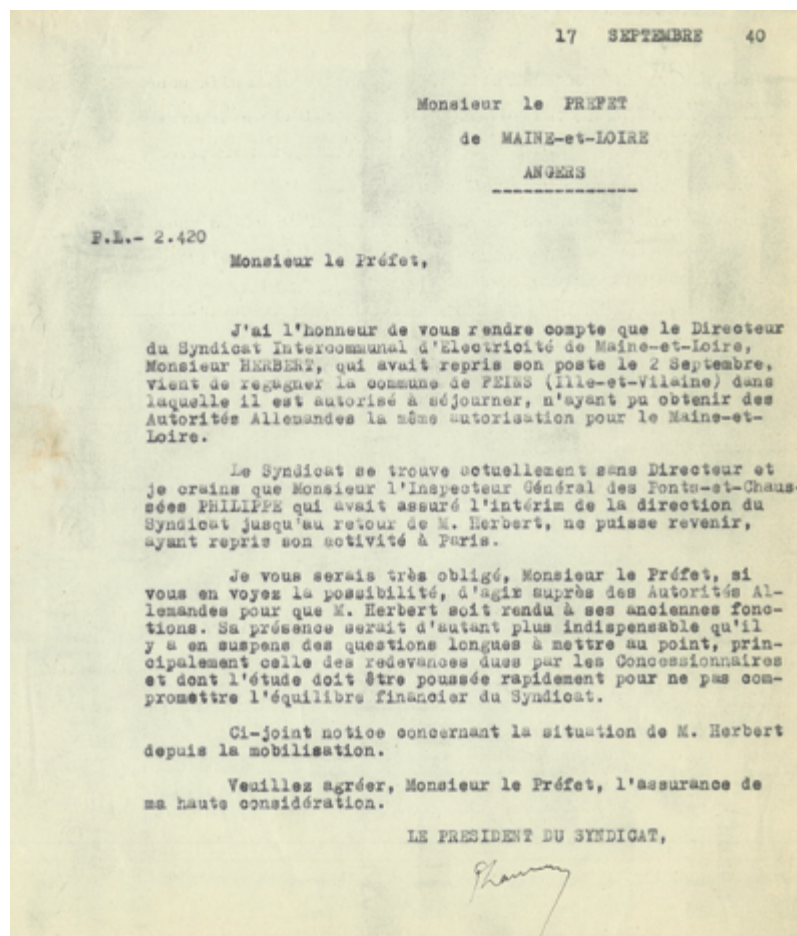 17 SEPTEMBRE 40
Monsieur le PREFET
de MAINE-et-LOIRE
ANGERS
P.L.- 2.420
Monsieur le Préfet,
J'ai l'honneur de vous rendre compte que le Directeur
du Syndicat Intercommunal d'Electricité de Maine-et-Loire,
Monsieur HERBERT, qui avait repris son poste le 2 Septembre,
vient de regagner la commune de FEINS (Ille-et-Vilaine) dans
laquelle il est autorisé à séjourner, n'ayant pu obtenir des
Autorités Allemandes la même autorisation pour le Maine-et-
Loire.
Le Syndicat se trouve actuellement sans Directeur et
je crains que Monsieur l'Inspecteur Général des Ponts-et-Chaus-
sées PHILIPPE qui avait assuré l'intérim de la direction du
Syndicat jusqu'au retour de M. Herbert, ne puisse revenir,
ayant repris son activité à Paris.
Je vous serais très obligé, Monsieur le Préfet, si
vous en voyez la possibilité, d'agir auprès des Autorités Al-
lemandes pour que M. Herbert soit rendu à ses anciennes fonc-
tions. Sa présence serait d'autant plus indispensable qu'il
y a en suspens des questions longues à mettre au point, prin-
cipalement celle des redevances dues par les Concessionnaires
et dont l'étude doit être poussée rapidement pour ne pas com-
promettre l'équilibre financier du Syndicat.
Ci-joint notice concernant la situation de M. Herbert
depuis la mobilisation.
Veuillez agréer, Monsieur le Préfet, l'assurance de
ma haute considération.
LE PRESIDENT DU SYNDICAT,